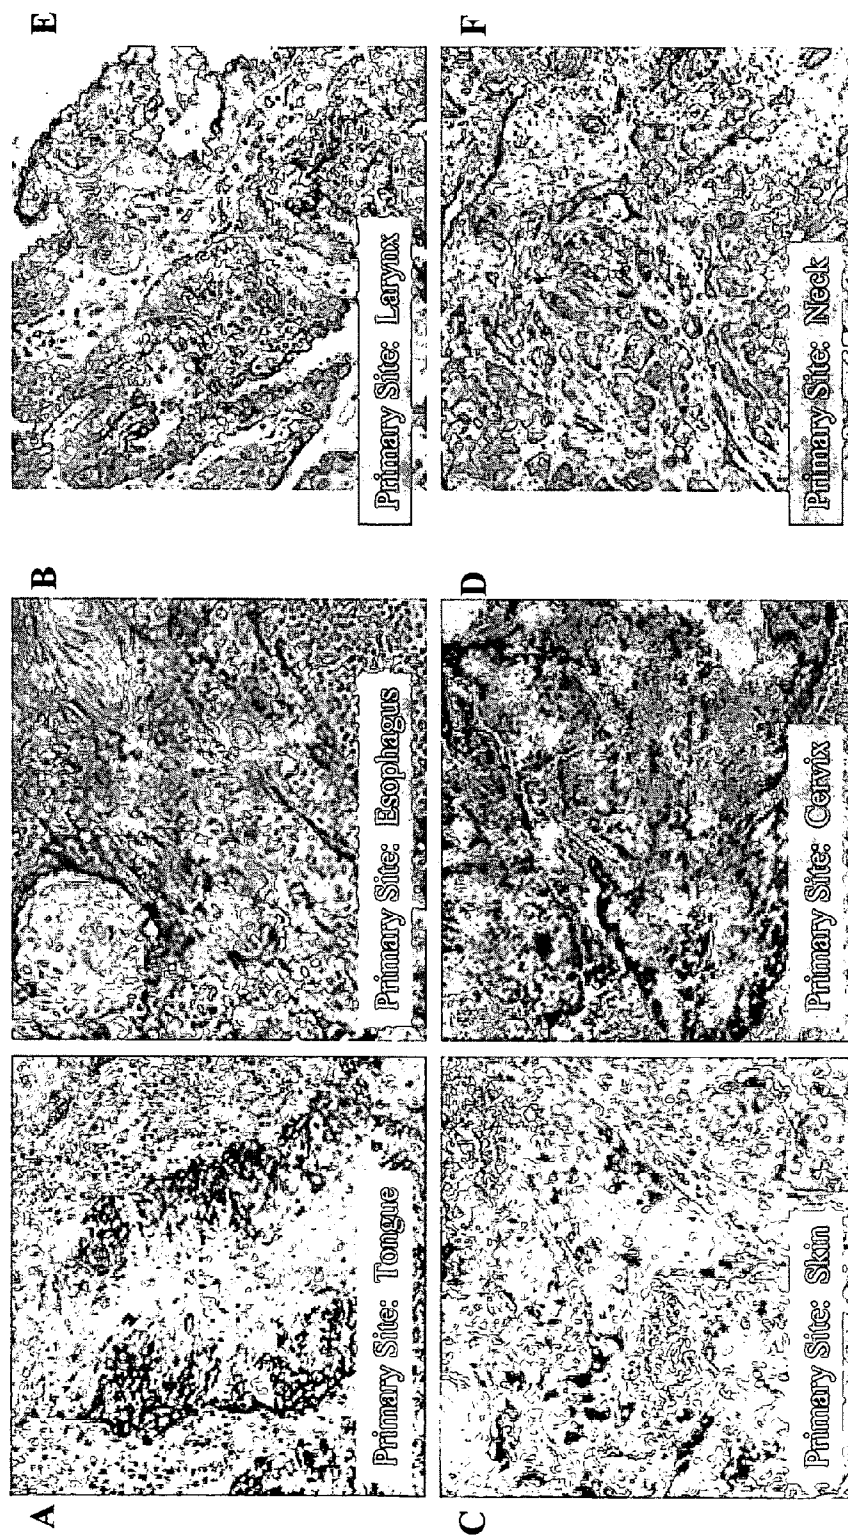 A
Primary Site: Tongue
B
Primary Site: Esophagus
E
Primary Site: Larynx
C
Primary Site: Skin
D
Primary Site: Cervix
F
Primary Site: Neck